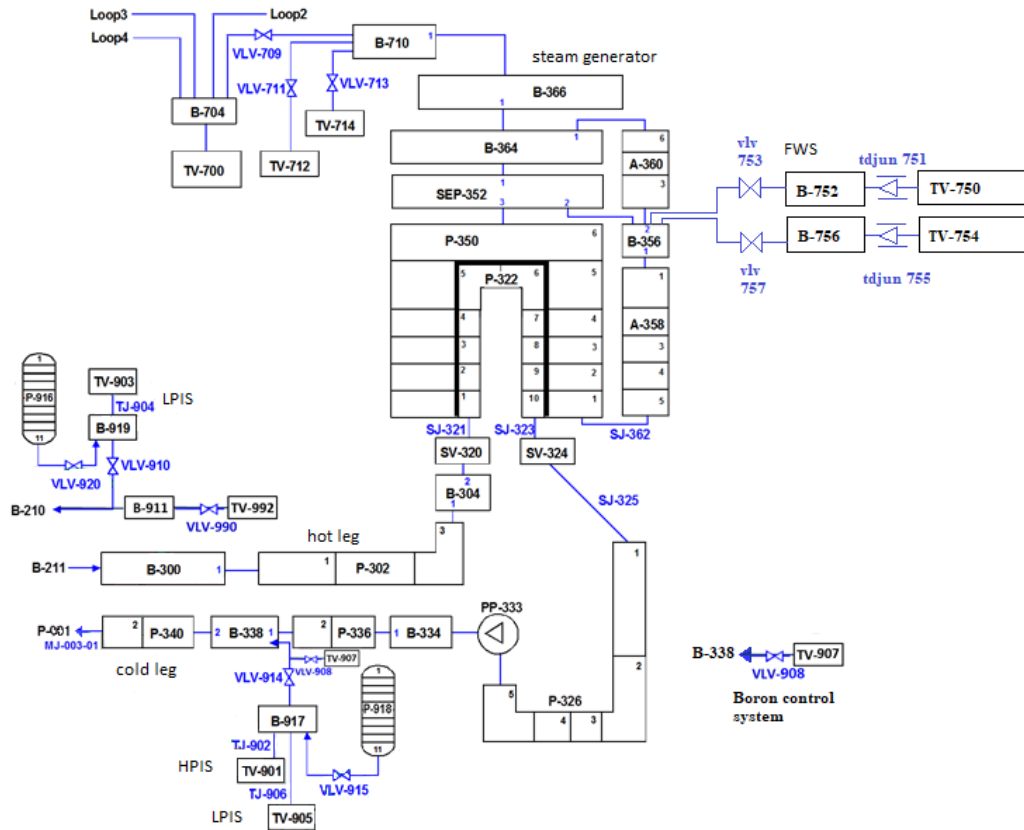 Loop3
Loop2
Loop4
VLV-709
B-710
1
steam generator
VLV-711
VLV-713
B-366
1
B-704
TV-714
TV-700
TV-712
B-364
1
6
A-360
3
vlv
753
FWS
tdjun 751
B-752
TV-750
1
SEP-352
3
2
P-350
6
2
B-356
1
B-756
TV-754
vlv
757
tdjun 755
5
P-322
6
5
1
4
7
4
A-358
3
8
3
3
2
9
2
4
1
10
1
5
SJ-321
SJ-323
SJ-362
1
P-916
11
TV-903
LPIS
TJ-904
B-919
VLV-910
VLV-920
SV-320
SV-324
2
B-304
1
SJ-325
B-210
B-911
TV-992
VLV-990
hot leg
3
B-211
B-300
1
1
P-302
1
PP-333
P-001
MJ-003-01
2
P-340
2
B-338
1
2
P-336
1
B-334
cold leg
VLV-908
TV-907
VLV-914
1
P-918
11
2
5
P-326
4
3
B-338
TV-907
VLV-908
Boron control
system
B-917
TJ-902
HPIS
TV-901
TJ-906
VLV-915
LPIS
TV-905